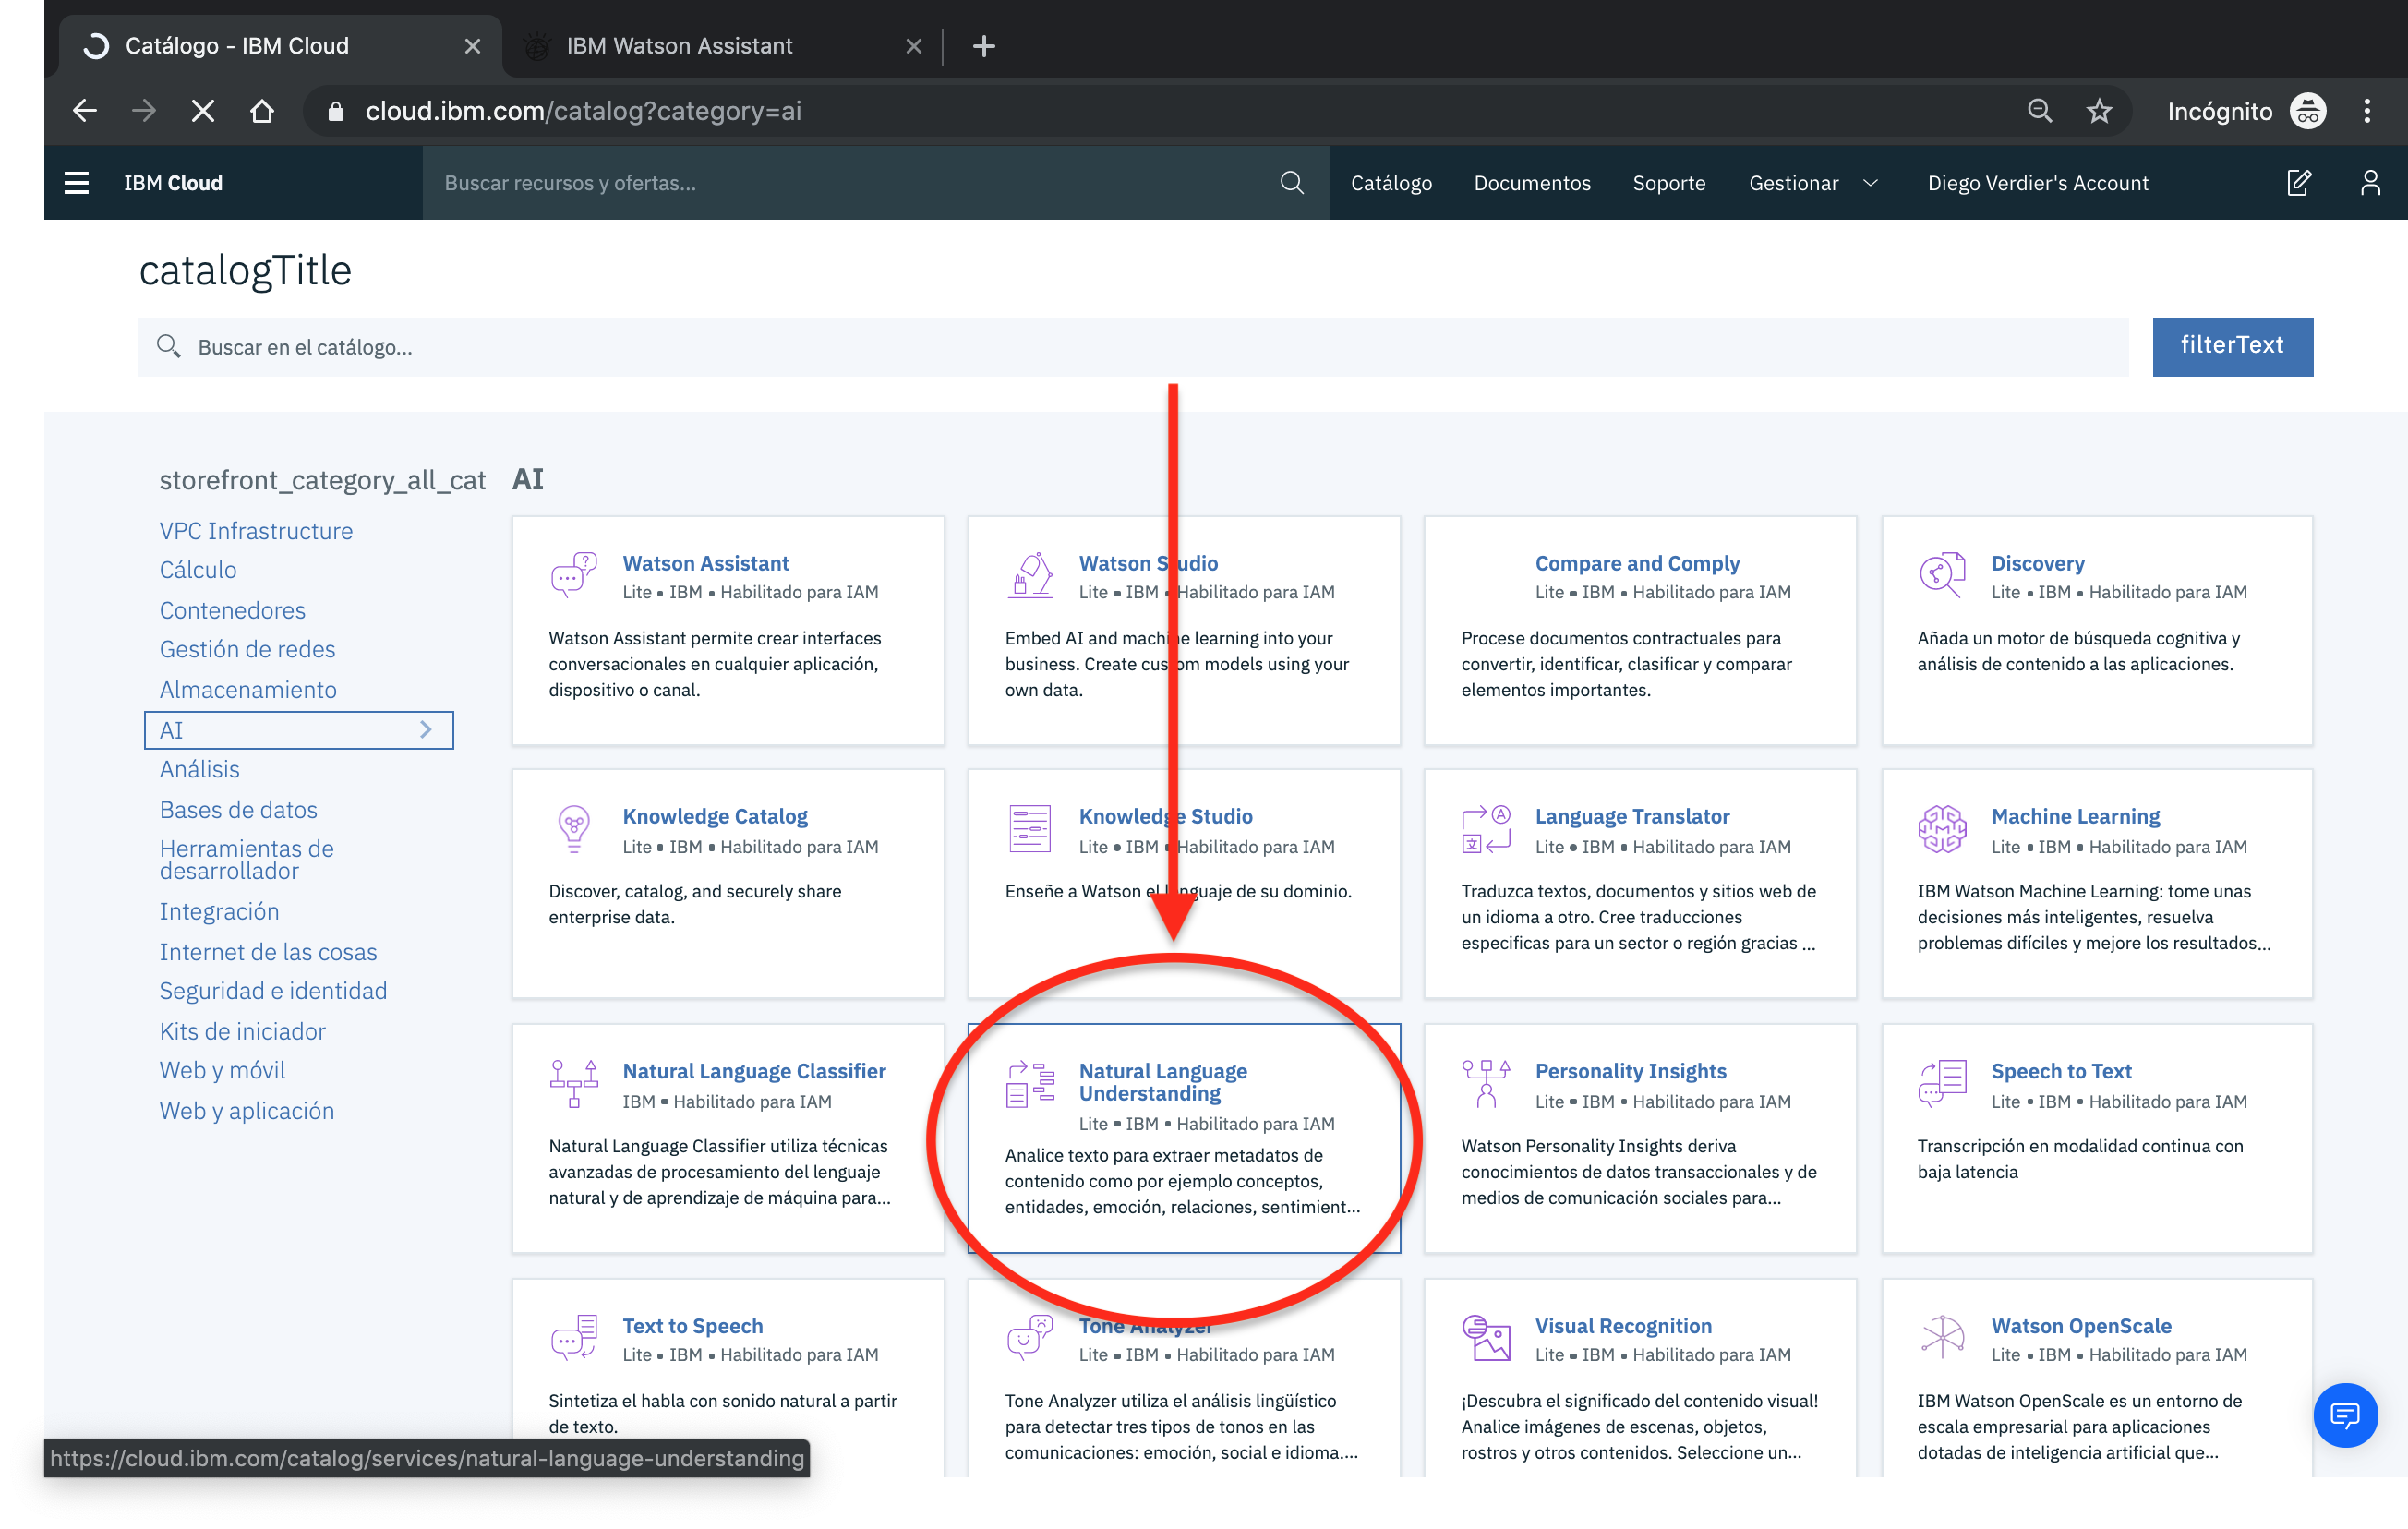 Catálogo - IBM Cloud
IBM Watson Assistant
cloud.ibm.com/catalog?category=ai
Incógnito
IBM Cloud
Buscar recursos y ofertas...
Catálogo
Documentos
Soporte
Gestionar
Diego Verdier's Account
catalogTitle
Buscar en el catálogo...
filterText
storefront_category_all_cat
VPC Infrastructure
Cálculo
Contenedores
Gestión de redes
Almacenamiento
AI
Análisis
Bases de datos
Herramientas de
desarrollador
Integración
Internet de las cosas
Seguridad e identidad
Kits de iniciador
Web y móvil
Web y aplicación
AI
Watson Assistant
Lite • IBM • Habilitado para IAM
Watson Assistant permite crear interfaces
conversacionales en cualquier aplicación,
dispositivo o canal.
Watson Studio
Lite • IBM • Habilitado para IAM
Embed AI and machine learning into your
business. Create custom models using your
own data.
Compare and Comply
Lite • IBM • Habilitado para IAM
Procese documentos contractuales para
convertir, identificar, clasificar y comparar
elementos importantes.
Discovery
Lite • IBM • Habilitado para IAM
Añada un motor de búsqueda cognitiva y
análisis de contenido a las aplicaciones.
Knowledge Catalog
Lite • IBM • Habilitado para IAM
Discover, catalog, and securely share
enterprise data.
Knowledge Studio
Lite • IBM • Habilitado para IAM
Enseñe a Watson el lenguaje de su dominio.
Language Translator
Lite • IBM • Habilitado para IAM
Traduzca textos, documentos y sitios web de
un idioma a otro. Cree traducciones
especificas para un sector o región gracias ...
Machine Learning
Lite • IBM • Habilitado para IAM
IBM Watson Machine Learning: tome unas
decisiones más inteligentes, resuelva
problemas difíciles y mejore los resultados...
Natural Language Classifier
IBM • Habilitado para IAM
Natural Language Classifier utiliza técnicas
avanzadas de procesamiento del lenguaje
natural y de aprendizaje de máquina para...
Natural Language
Understanding
Lite • IBM • Habilitado para IAM
Analice texto para extraer metadatos de
contenido como por ejemplo conceptos,
entidades, emoción, relaciones, sentimient...
Personality Insights
Lite • IBM • Habilitado para IAM
Watson Personality Insights deriva
conocimientos de datos transaccionales y de
medios de comunicación sociales para...
Speech to Text
Lite • IBM • Habilitado para IAM
Transcripción en modalidad continua con
baja latencia
Text to Speech
Lite • IBM • Habilitado para IAM
Sintetiza el habla con sonido natural a partir
de texto.
Tone Analyzer
Lite • IBM • Habilitado para IAM
Tone Analyzer utiliza el análisis lingüístico
para detectar tres tipos de tonos en las
comunicaciones: emoción, social e idioma....
Visual Recognition
Lite • IBM • Habilitado para IAM
¡Descubra el significado del contenido visual!
Analice imágenes de escenas, objetos,
rostros y otros contenidos. Seleccione un...
Watson OpenScale
Lite • IBM • Habilitado para IAM
IBM Watson OpenScale es un entorno de
escala empresarial para aplicaciones
dotadas de inteligencia artificial que...
https://cloud.ibm.com/catalog/services/natural-language-understanding